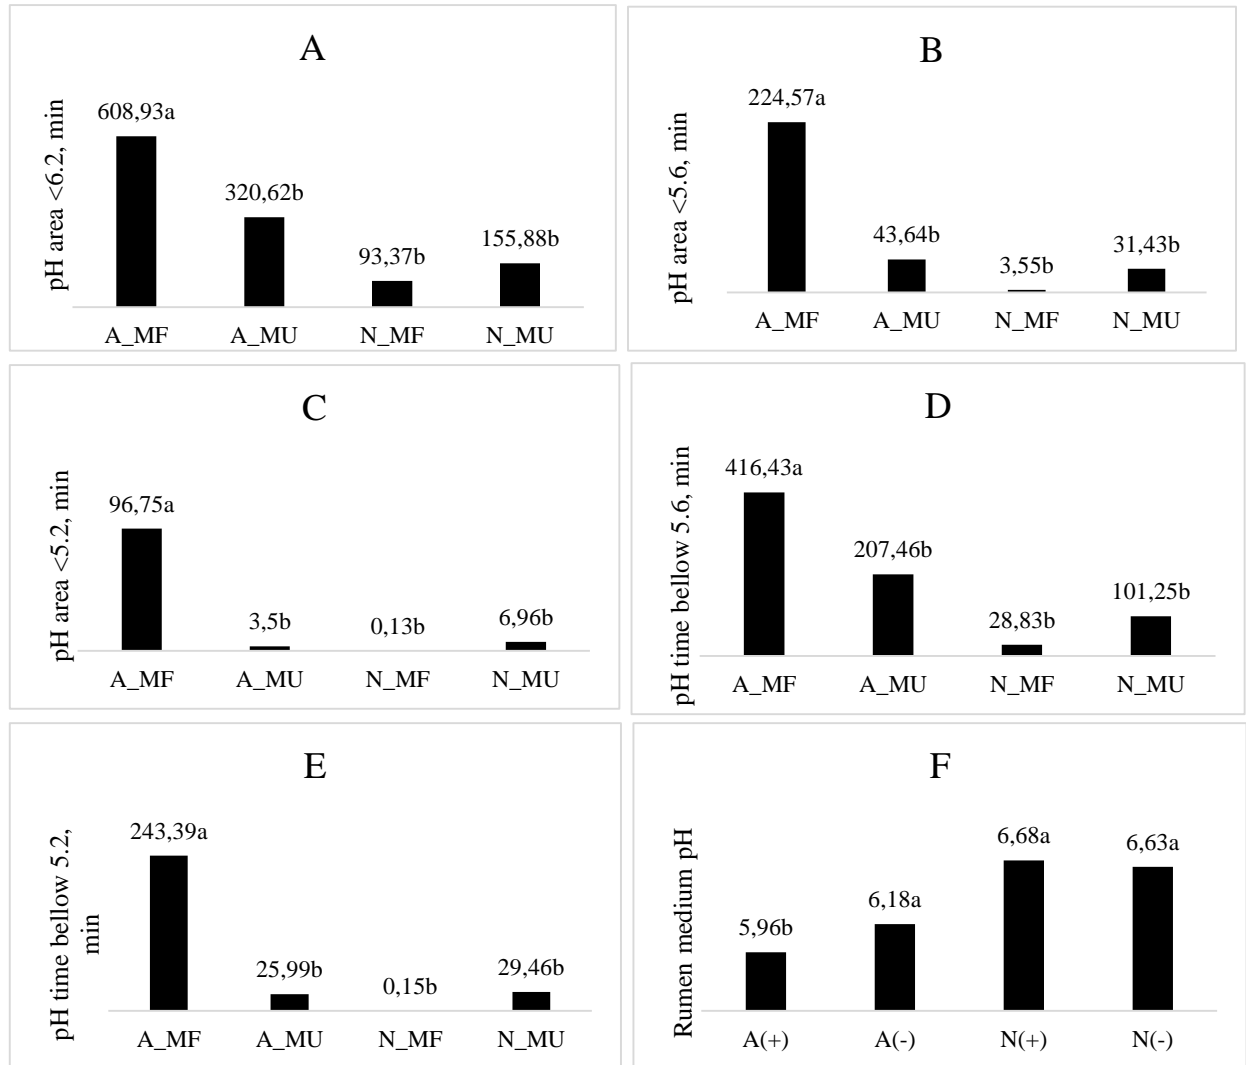 A
pH area <6.2, min
608,93a
320,62b
93,37b
155,88b
A_MF
A_MU
N_MF
N_MU
B
pH area <5.6, min
224,57a
43,64b
3,55b
31,43b
A_MF
A_MU
N_MF
N_MU
C
pH area <5.2, min
96,75a
3,5b
0,13b
6,96b
A_MF
A_MU
N_MF
N_MU
D
pH time bellow 5.6, min
416,43a
207,46b
28,83b
101,25b
A_MF
A_MU
N_MF
N_MU
E
pH time bellow 5.2,
min
243,39a
25,99b
0,15b
29,46b
A_MF
A_MU
N_MF
N_MU
F
Rumen medium pH
5,96b
6,18a
6,68a
6,63a
A(+)
A(-)
N(+)
N(-)